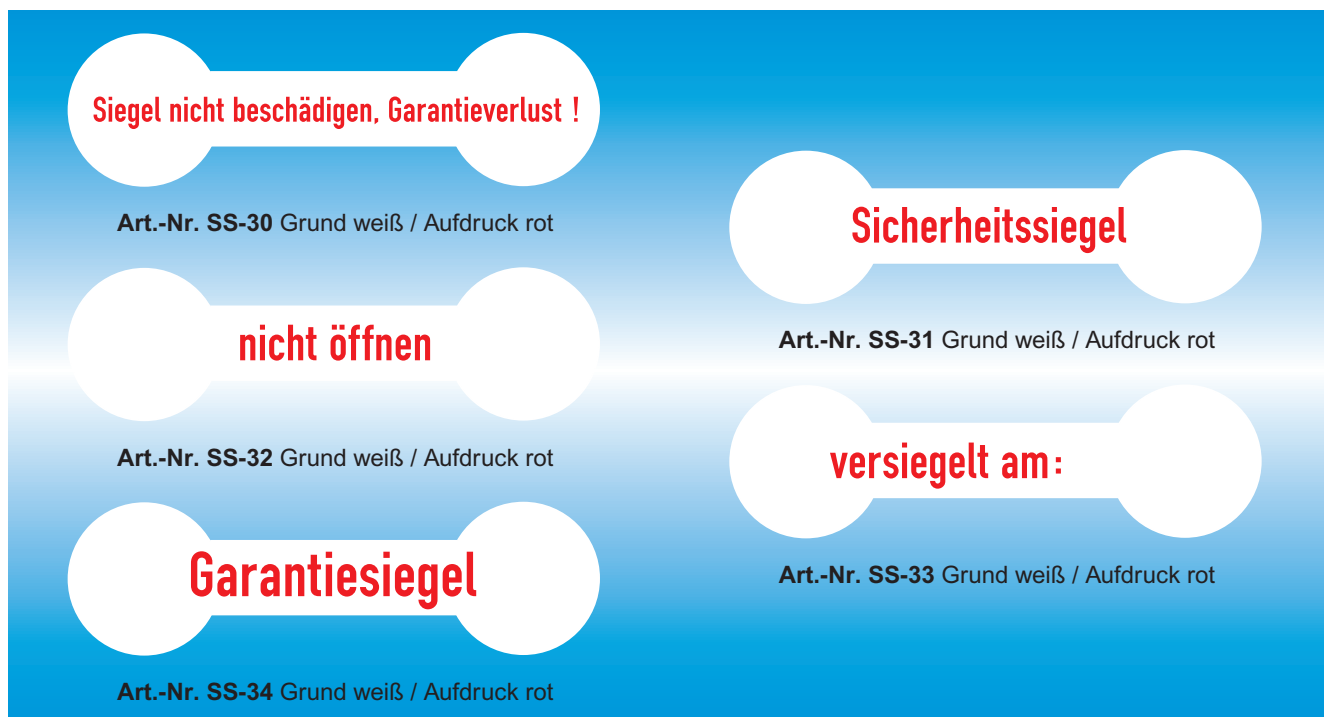 Siegel nicht beschädigen, Garantieverlust !
Art.-Nr. SS-30 Grund weiß / Aufdruck rot
Sicherheitssiegel
Art.-Nr. SS-31 Grund weiß / Aufdruck rot
nicht öffnen
Art.-Nr. SS-32 Grund weiß / Aufdruck rot
versiegelt am:
Art.-Nr. SS-33 Grund weiß / Aufdruck rot
Garantiesiegel
Art.-Nr. SS-34 Grund weiß / Aufdruck rot